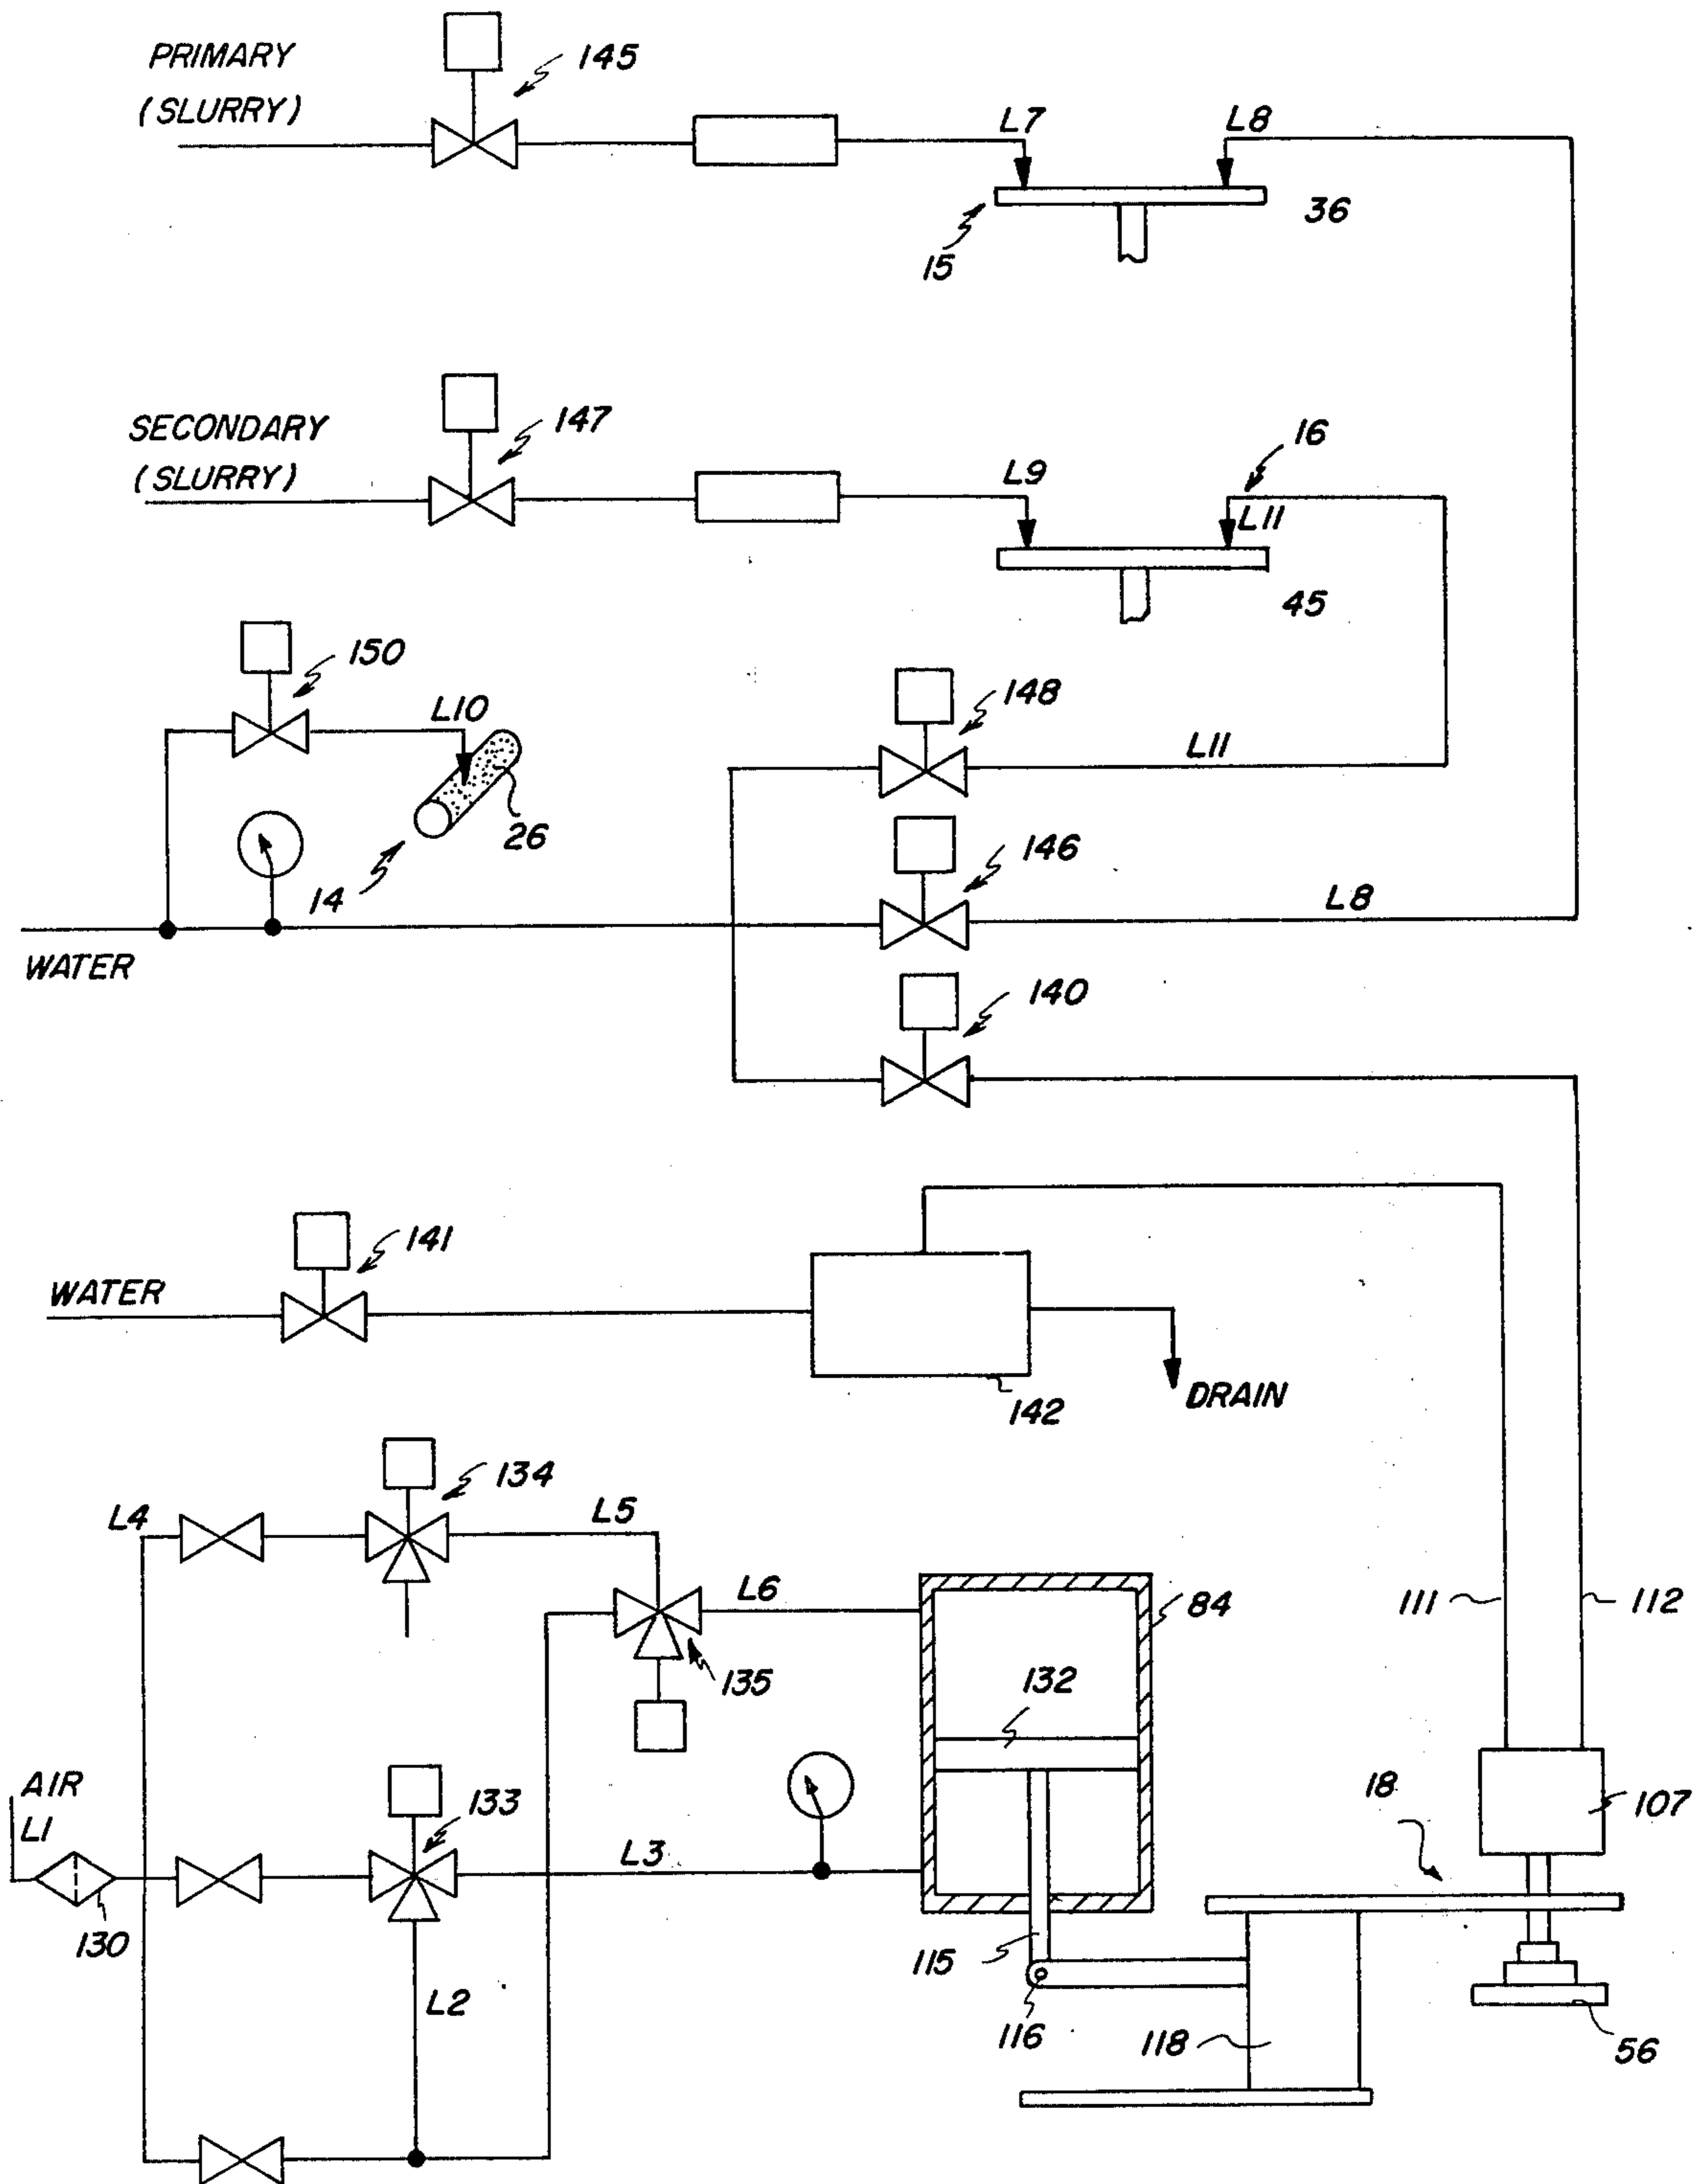 PRIMARY
(SLURRY)
145
L7
L8
36
15
SECONDARY
(SLURRY)
147
L9
16
L11
45
150
L10
26
14
148
L11
146
L8
WATER
140
141
WATER
142
DRAIN
134
L4
L5
L6
84
111
112
135
132
AIR
L1
133
18
107
L3
130
115
L2
116
118
56